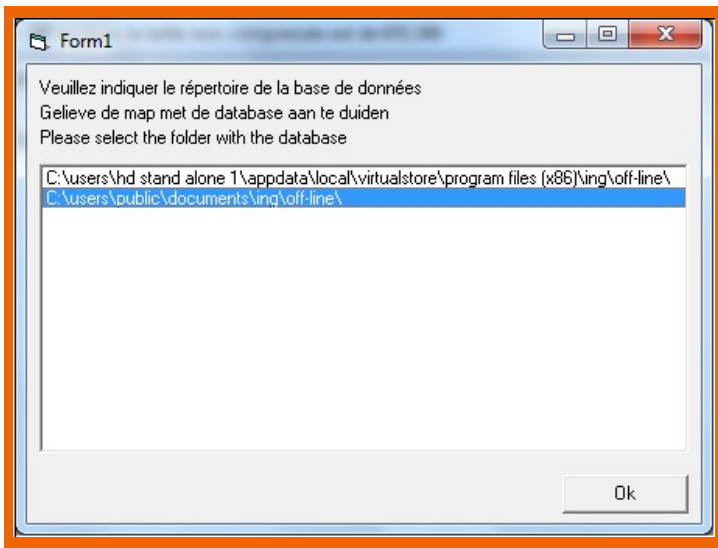 Form1
Veuillez indiquer le répertoire de la base de données
Gelieve de map met de database aan te duiden
Please select the folder with the database
C:\users\hd stand alone 1\appdata\local\virtualstore\program files (x86)\ing\off-line\
C:\users\public\documents\ing\off-line\
Ok